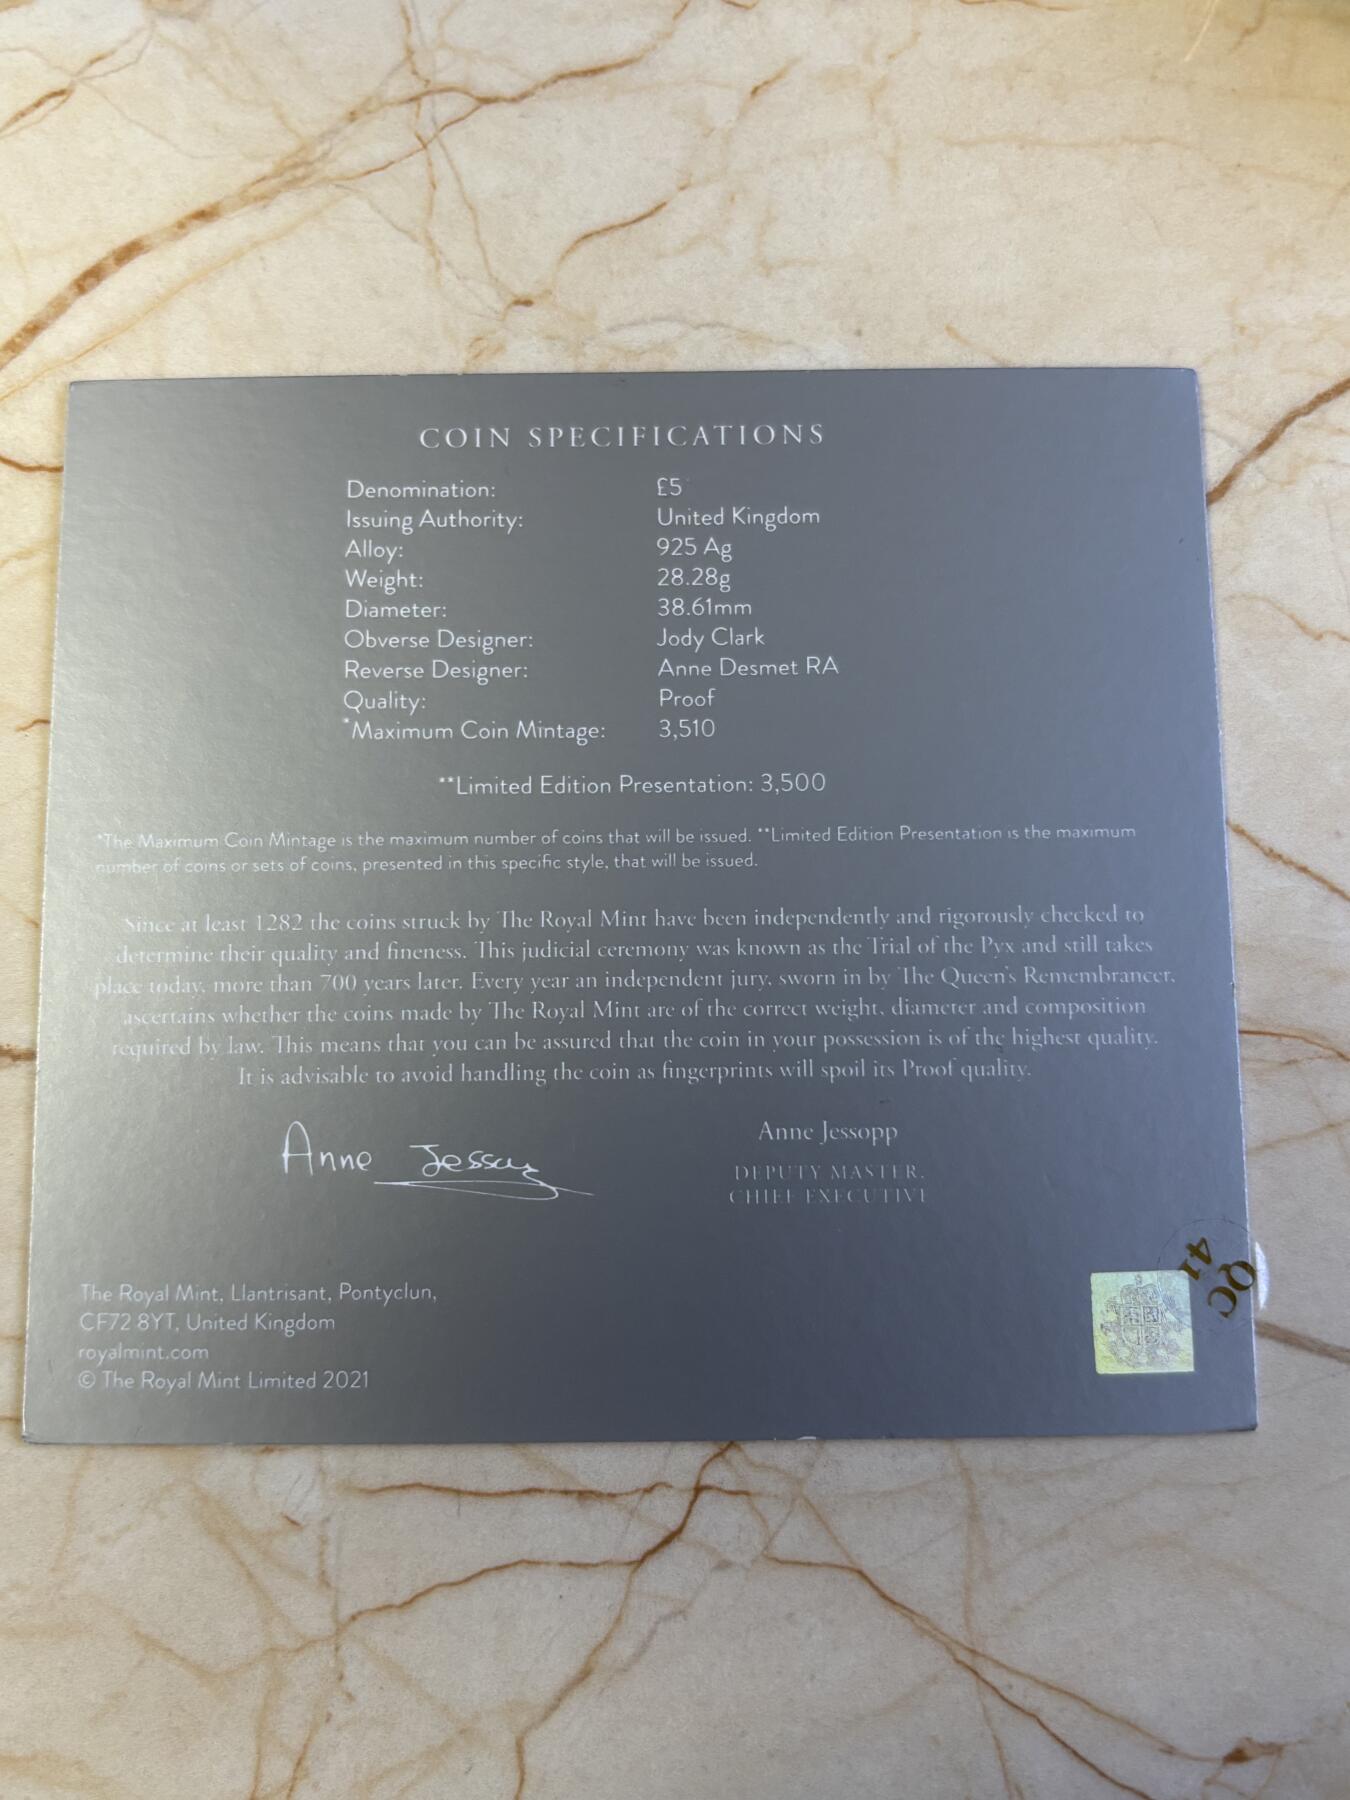 COIN SPECIFICATIONS
Denomination: £5
Issuing Authority: United Kingdom
Alloy: 925 Ag
Weight: 28.28g
Diameter: 38.61mm
Obverse Designer: Jody Clark
Reverse Designer: Anne Desmet RA
Quality: Proof
*Maximum Coin Mintage: 3,510
**Limited Edition Presentation: 3,500
*The Maximum Coin Mintage is the maximum number of coins that will be issued. **Limited Edition Presentation is the maximum
number of coins or sets of coins, presented in this specific style, that will be issued.
Since at least 1282 the coins struck by The Royal Mint have been independently and rigorously checked to
determine their quality and fineness. This judicial ceremony was known as the Trial of the Pyx and still takes
place today, more than 700 years later. Every year an independent jury, sworn in by The Queen's Remembrancer,
ascertains whether the coins made by The Royal Mint are of the correct weight, diameter and composition
required by law. This means that you can be assured that the coin in your possession is of the highest quality.
It is advisable to avoid handling the coin as fingerprints will spoil its Proof quality.
Anne Jessopp
Anne Jessopp
DEPUTY MASTER,
CHIEF EXECUTIVE
The Royal Mint, Llantrisant, Pontyclun,
CF72 8YT, United Kingdom
royalmint.com
© The Royal Mint Limited 2021
QC
41